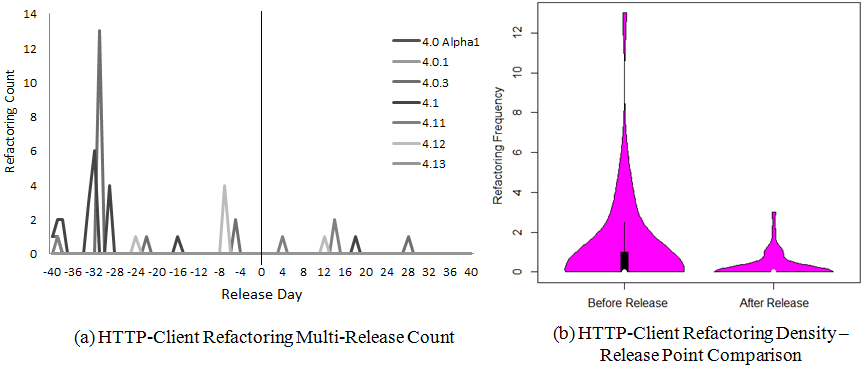 14
12
10
8
6
4
2
0
Refactoring Count
4.0 Alpha1
4.0.1
4.0.3
4.1
4.11
4.12
4.13
-40 -36 -32 -28 -24 -20 -16 -12 -8 -4 0 4 8 12 16 20 24 28 32 36 40
Release Day
(a) HTTP-Client Refactoring Multi-Release Count
12
10
8
6
4
2
0
Refactoring Frequency
Before Release After Release
(b) HTTP-Client Refactoring Density –
Release Point Comparison